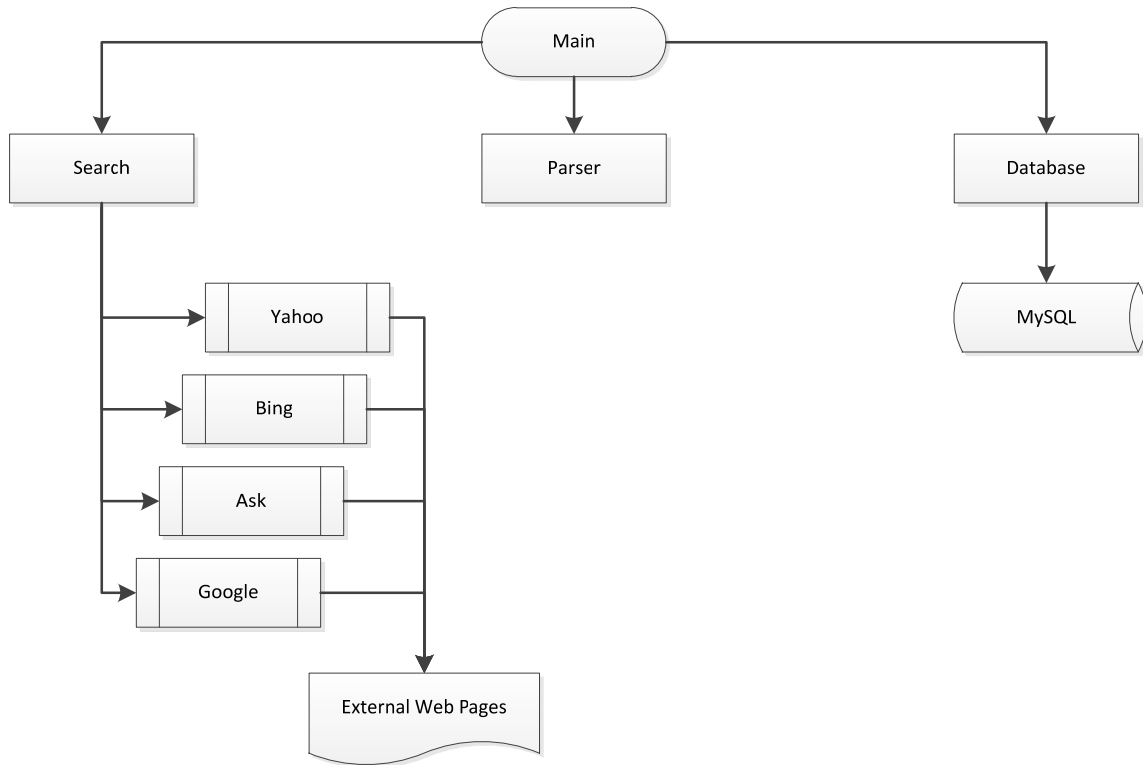 Main
Search
Parser
Database
Yahoo
MySQL
Bing
Ask
Google
External Web Pages